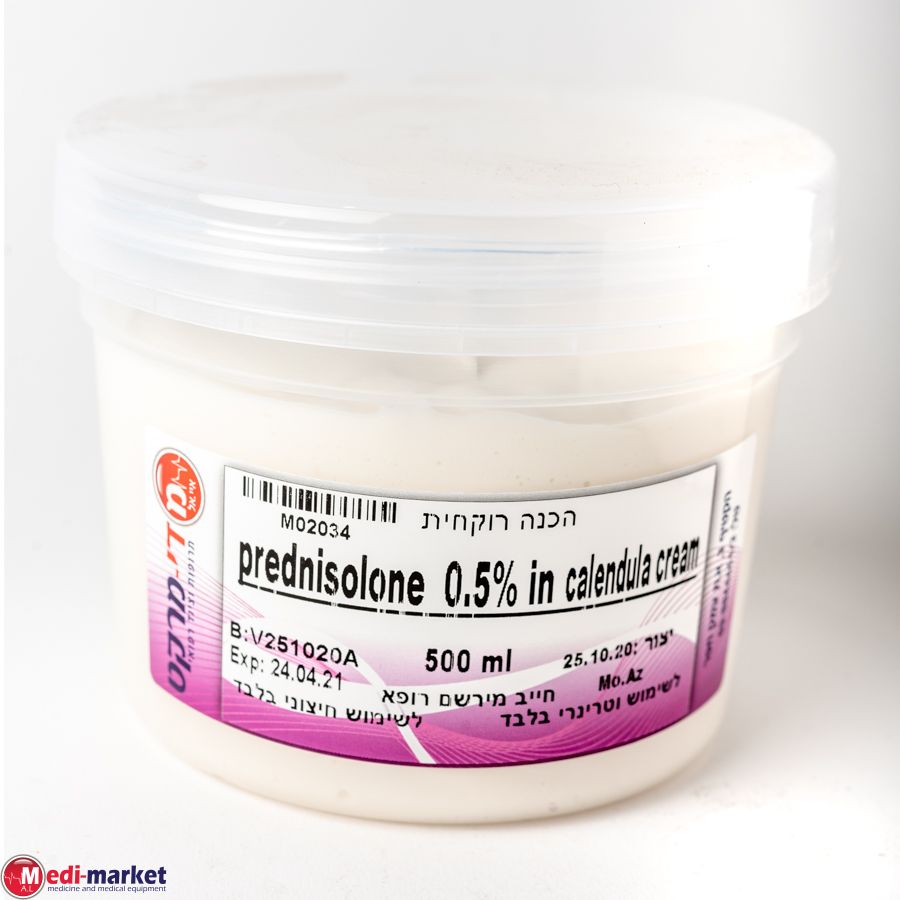 M02034
הכנה רוקחית
prednisolone 0.5% in calendula cream
B:V251020A
500 ml
יצור :25.10.20
Exp: 24.04.21
Mo.Az
חייב מירשם רופא
לשימוש חיצוני בלבד
לשימוש וטרינרי בלבד
מדי-מרקט
תרופות וציוד רפואי
אי אל
Medi-market
A.L
medicine and medical equipment